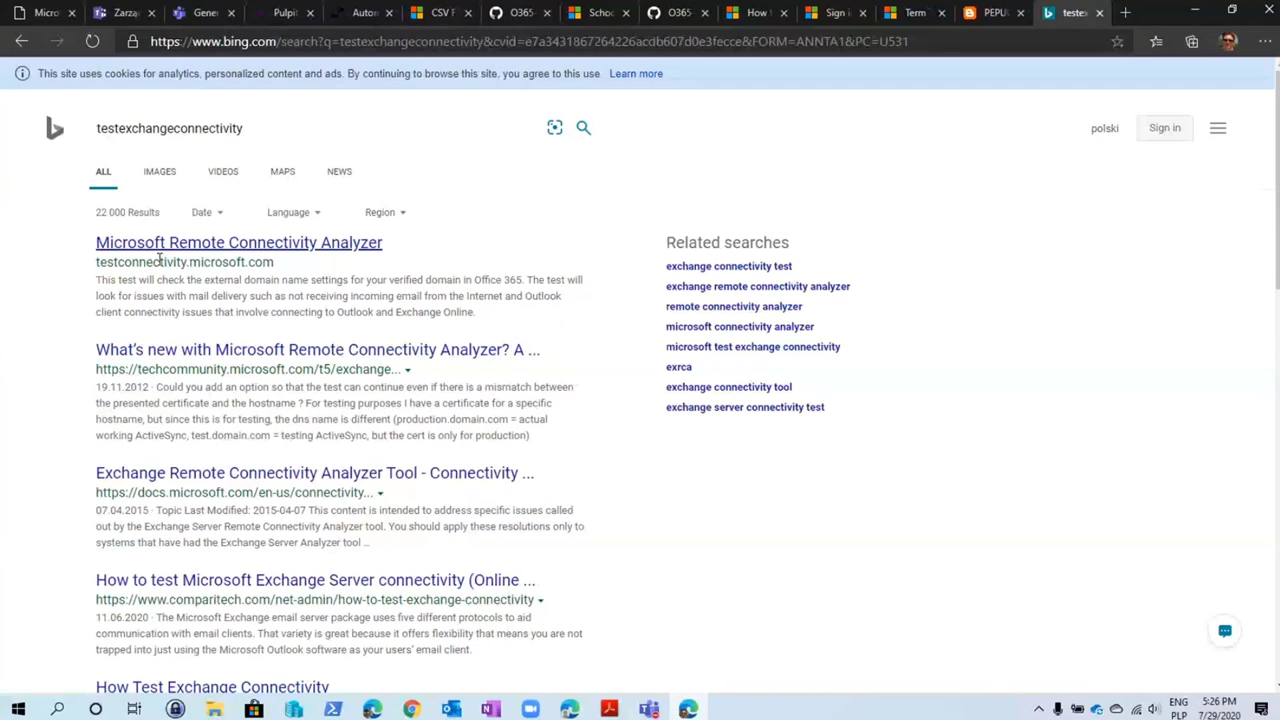 Micro
Zarzą
Gener
Pulpit
Auton
CSV F
O365
Schoo
O365
How t
Sign i
Term
PEPU
testex
https://www.bing.com/search?q=testexchangeconnectivity&cvid=e7a3431867264226acdb607d0e3fecce&FORM=ANNTA1&PC=U531
This site uses cookies for analytics, personalized content and ads. By continuing to browse this site, you agree to this use. Learn more
testexchangeconnectivity
polski
Sign in
ALL IMAGES VIDEOS MAPS NEWS
22 000 Results Date Language Region
Microsoft Remote Connectivity Analyzer
testconnectivity.microsoft.com
This test will check the external domain name settings for your verified domain in Office 365. The test will
look for issues with mail delivery such as not receiving incoming email from the Internet and Outlook
client connectivity issues that involve connecting to Outlook and Exchange Online.
What's new with Microsoft Remote Connectivity Analyzer? A ...
https://techcommunity.microsoft.com/t5/exchange...
19.11.2012 · Could you add an option so that the test can continue even if there is a mismatch between
the presented certificate and the hostname ? For testing purposes I have a certificate for a specific
hostname, but since this is for testing, the dns name is different (production.domain.com = actual
working ActiveSync, test.domain.com = testing ActiveSync, but the cert is only for production)
Exchange Remote Connectivity Analyzer Tool - Connectivity ...
https://docs.microsoft.com/en-us/connectivity...
07.04.2015 · Topic Last Modified: 2015-04-07 This content is intended to address specific issues called
out by the Exchange Server Remote Connectivity Analyzer tool. You should apply these resolutions only to
systems that have had the Exchange Server Analyzer tool ...
How to test Microsoft Exchange Server connectivity (Online ...
https://www.comparitech.com/net-admin/how-to-test-exchange-connectivity
11.06.2020 · The Microsoft Exchange email server package uses five different protocols to aid
communication with email clients. That variety is great because it offers flexibility that means you are not
trapped into just using the Microsoft Outlook software as your users' email client.
How Test Exchange Connectivity
Related searches
exchange connectivity test
exchange remote connectivity analyzer
remote connectivity analyzer
microsoft connectivity analyzer
microsoft test exchange connectivity
exrca
exchange connectivity tool
exchange server connectivity test
ENG
PLP
5:26 PM
7/29/2020